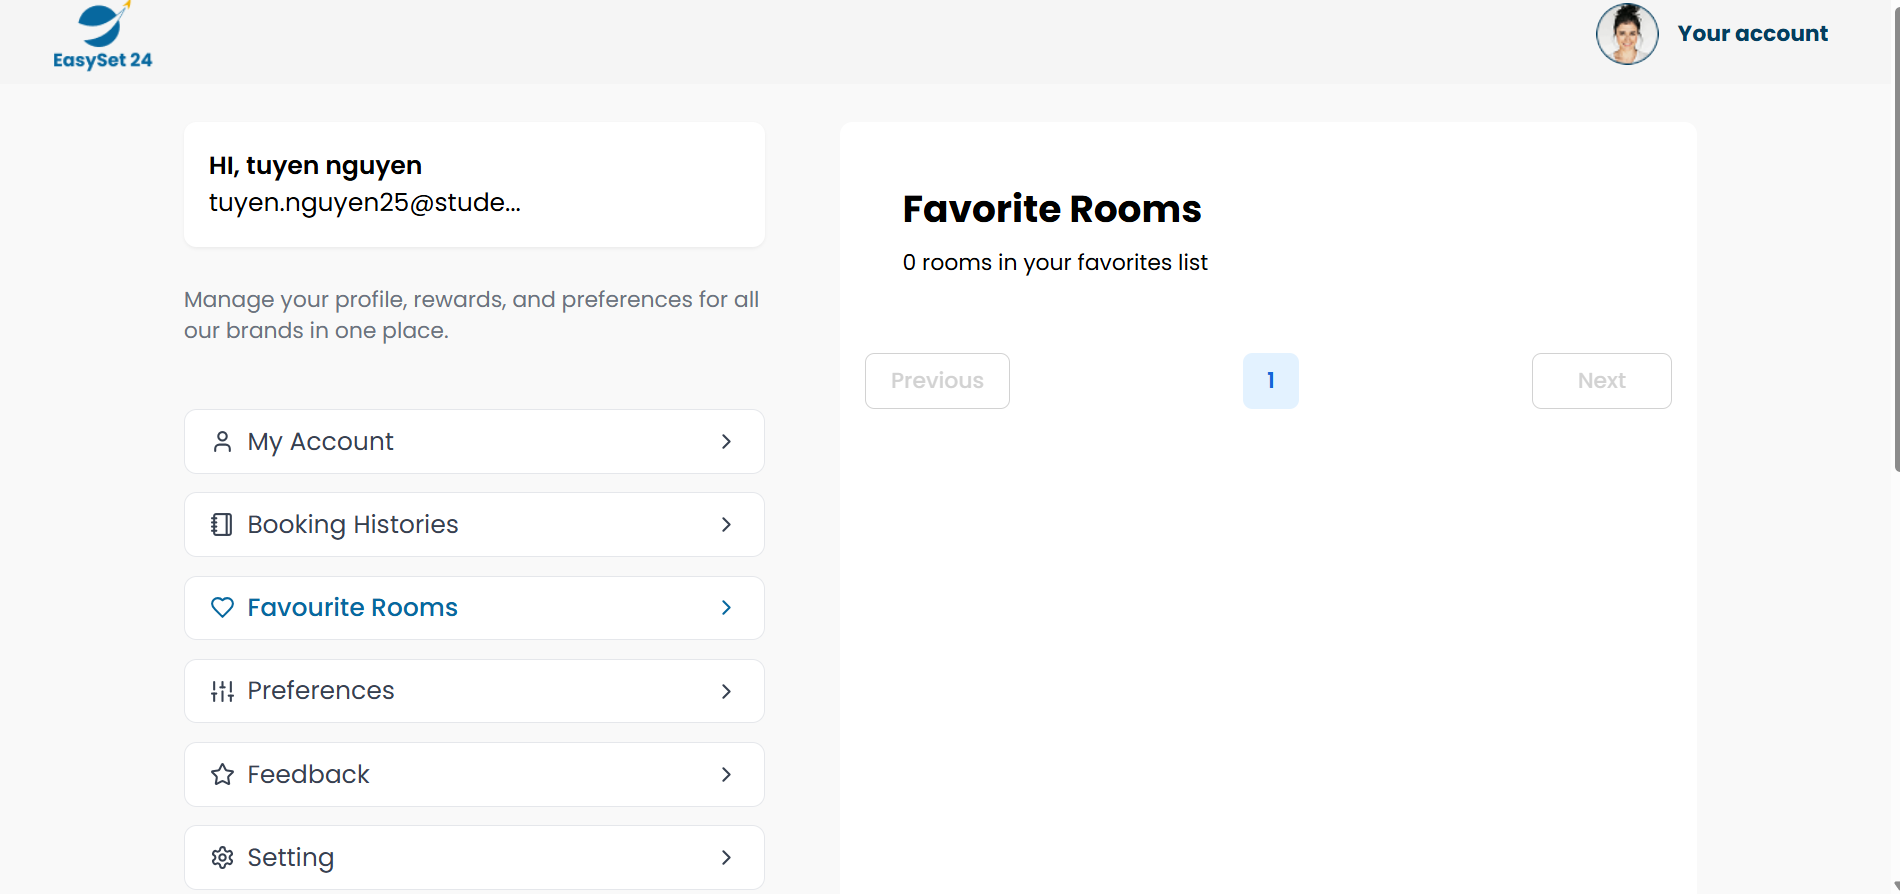 EasySet 24
Your account
HI, tuyen nguyen
tuyen.nguyen25@stude...
Manage your profile, rewards, and preferences for all
our brands in one place.
My Account
Booking Histories
Favourite Rooms
Preferences
Feedback
Setting
Favorite Rooms
0 rooms in your favorites list
Previous
1
Next